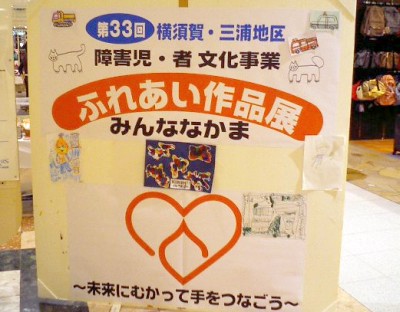 第33回 横須賀・三浦地区
障害児・者 文化事業
ふれあい作品展
みんななかま
～未来にむかって手をつなごう～